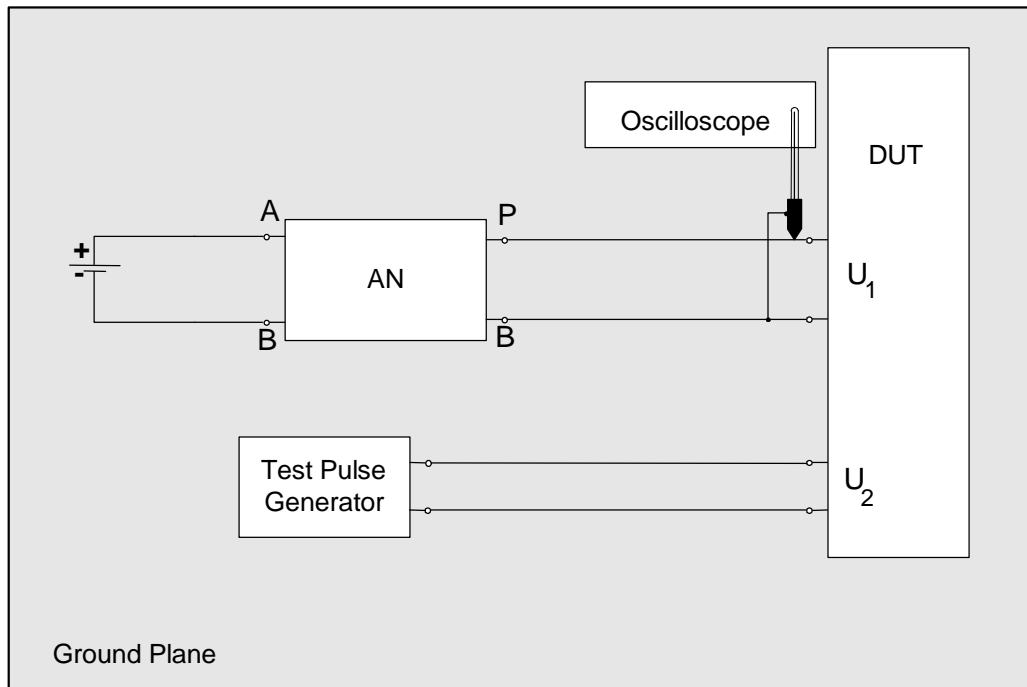 Oscilloscope
DUT
A
P
+
-
AN
U1
B
B
Test Pulse
Generator
U2
Ground Plane